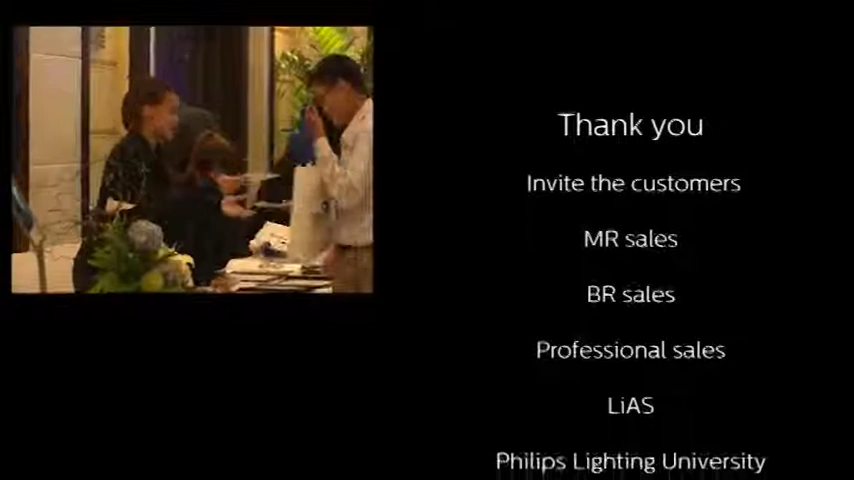 Thank you
Invite the customers
MR sales
BR sales
Professional sales
LiAS
Philips Lighting University